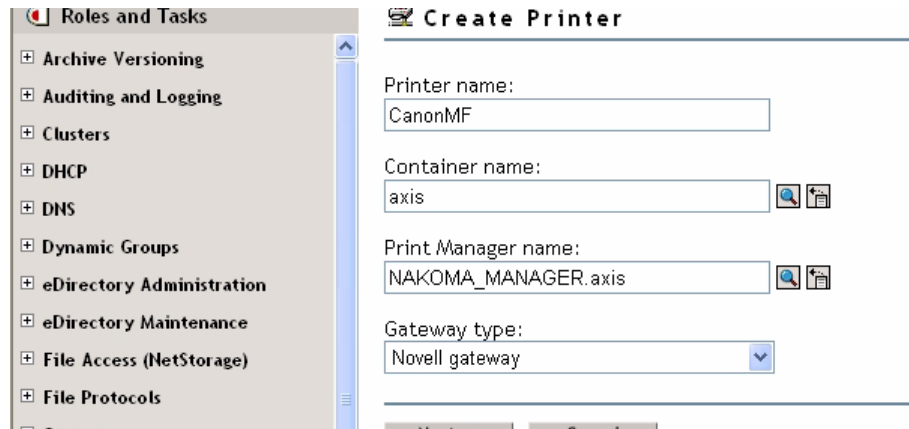 Roles and Tasks
Archive Versioning
Auditing and Logging
Clusters
DHCP
DNS
Dynamic Groups
eDirectory Administration
eDirectory Maintenance
File Access (NetStorage)
File Protocols
Create Printer
Printer name:
CanonMF
Container name:
axis
Print Manager name:
NAKOMA_MANAGER.axis
Gateway type:
Novell gateway